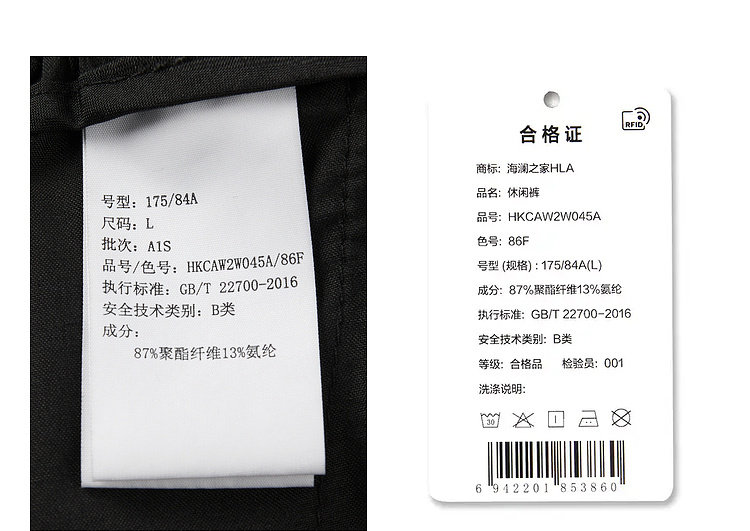 号型：175/84A
尺码：L
批次：A1S
品号/色号：HKCAW2W045A/86F
执行标准：GB/T 22700-2016
安全技术类别：B类
成分：
87%聚酯纤维13%氨纶
RFID
合格证
商标：海澜之家HLA
品名：休闲裤
品号：HKCAW2W045A
色号：86F
号型 (规格)：175/84A(L)
成分：87%聚酯纤维13%氨纶
执行标准：GB/T 22700-2016
安全技术类别：B类
等级：合格品 检验员：001
洗涤说明：
30
6 942201 853860